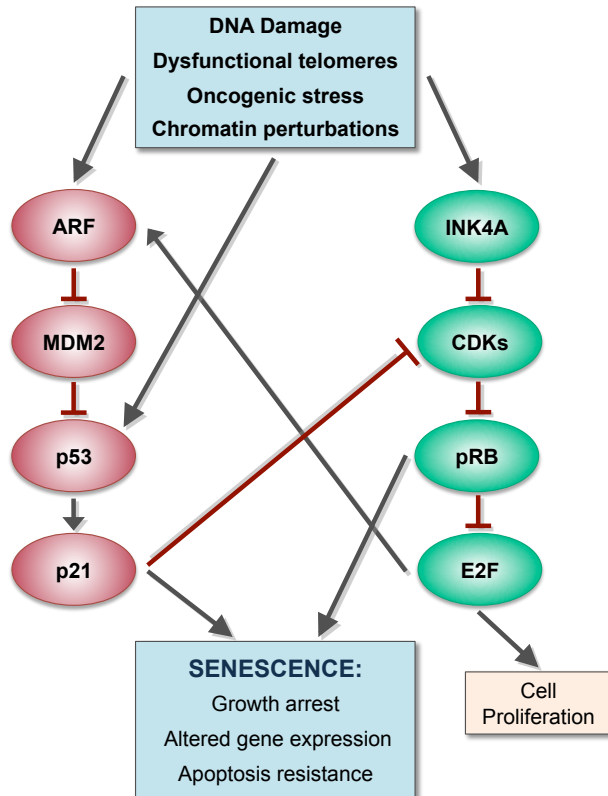 DNA Damage
Dysfunctional telomeres
Oncogenic stress
Chromatin perturbations
ARF
INK4A
MDM2
CDKs
p53
pRB
p21
E2F
SENESCENCE:
Growth arrest
Altered gene expression
Apoptosis resistance
Cell
Proliferation